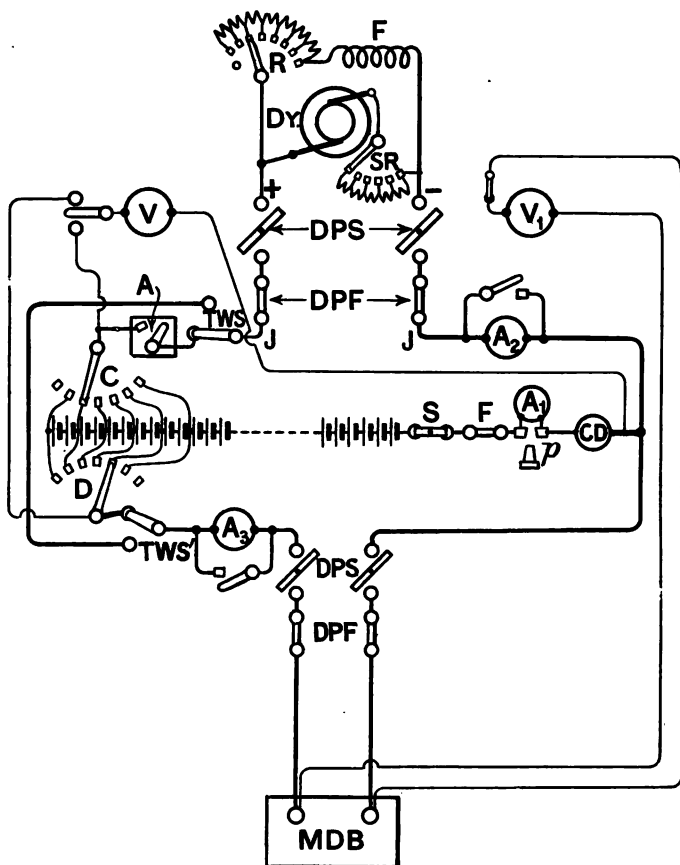 F
R
DY.
SR
+
−
V
DPS
V₁
A
TWS
DPF
J
J
A₂
C
S
F
A₁
CD
p
D
TWS'
A₃
DPS
DPF
MDB